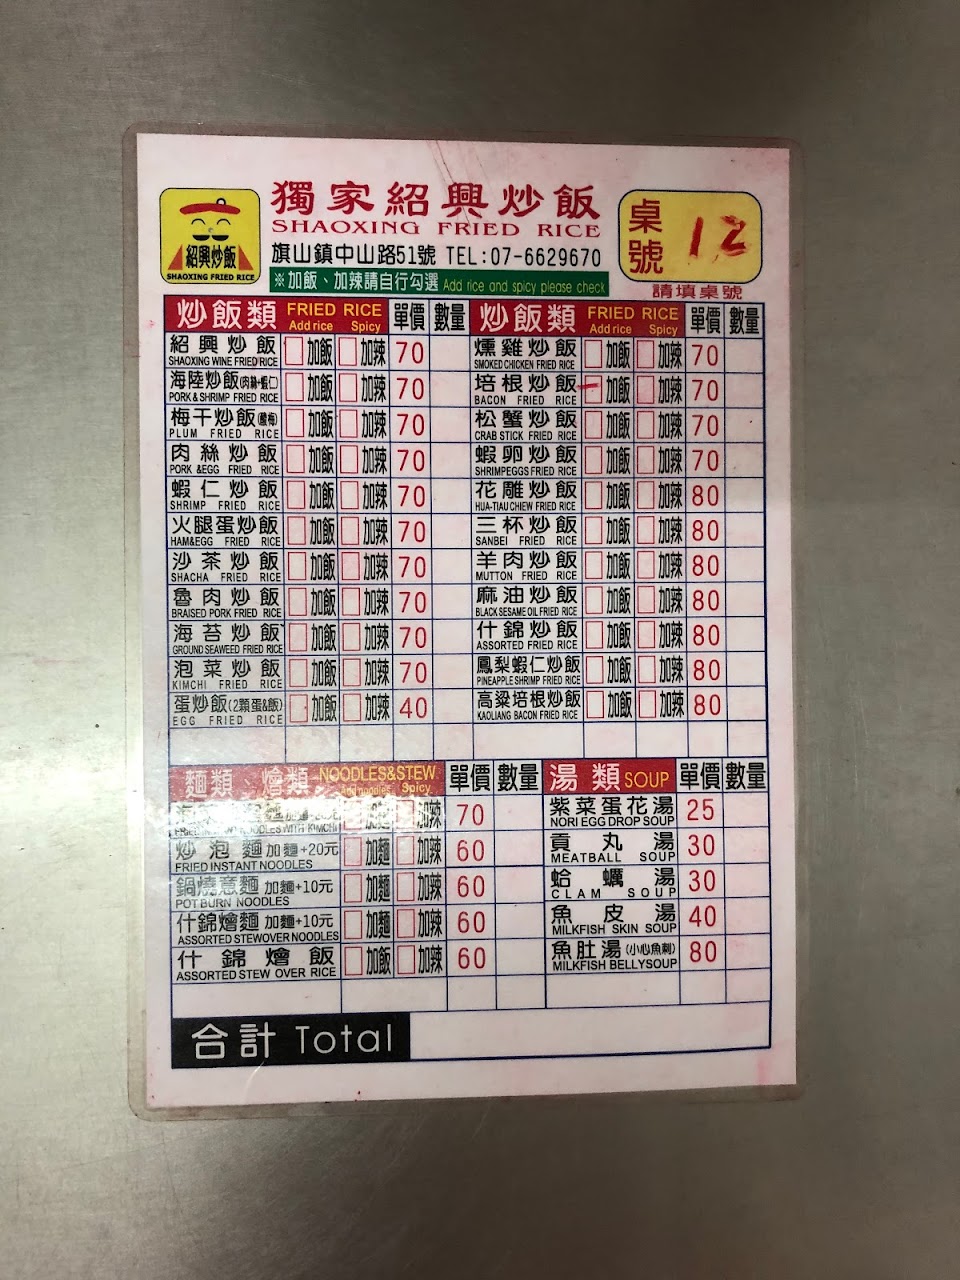 獨家紹興炒飯
SHAOXING FRIED RICE
紹興炒飯
SHAOXING FRIED RICE
旗山鎮中山路51號 TEL:07-6629670
※加飯、加辣請自行勾選 Add rice and spicy please check
桌號 12
請填桌號
炒飯類 FRIED RICE 單價 數量
Add rice Spicy
紹興炒飯 加飯 加辣 70
SHAOXING WINE FRIED RICE
海陸炒飯(肉絲+蝦仁) 加飯 加辣 70
PORK & SHRIMP FRIED RICE
梅干炒飯(酸梅) 加飯 加辣 70
PLUM FRIED RICE
肉絲炒飯 加飯 加辣 70
PORK &EGG FRIED RICE
蝦仁炒飯 加飯 加辣 70
SHRIMP FRIED RICE
火腿蛋炒飯 加飯 加辣 70
HAM&EGG FRIED RICE
沙茶炒飯 加飯 加辣 70
SHACHA FRIED RICE
魯肉炒飯 加飯 加辣 70
BRAISED PORK FRIED RICE
海苔炒飯 加飯 加辣 70
GROUND SEAWEED FRIED RICE
泡菜炒飯 加飯 加辣 70
KIMCHI FRIED RICE
蛋炒飯(2顆蛋&飯) 加飯 加辣 40
EGG FRIED RICE
炒飯類 FRIED RICE 單價 數量
Add rice Spicy
燻雞炒飯 加飯 加辣 70
SMOKED CHICKEN FRIED RICE
培根炒飯 加飯 加辣 70
BACON FRIED RICE
松蟹炒飯 加飯 加辣 70
CRAB STICK FRIED RICE
蝦卵炒飯 加飯 加辣 70
SHRIMPEGGS FRIED RICE
花雕炒飯 加飯 加辣 80
HUA-TIAU CHIEW FRIED RICE
三杯炒飯 加飯 加辣 80
SANBEI FRIED RICE
羊肉炒飯 加飯 加辣 80
MUTTON FRIED RICE
麻油炒飯 加飯 加辣 80
BLACK SESAME OIL FRIED RICE
什錦炒飯 加飯 加辣 80
ASSORTED FRIED RICE
鳳梨蝦仁炒飯 加飯 加辣 80
PINEAPPLE SHRIMP FRIED RICE
高粱培根炒飯 加飯 加辣 80
KAOLIANG BACON FRIED RICE
麵類、燴類 NOODLES&STEW 單價 數量
Add noodles Spicy
加麵 加辣 70
NOODLES WITH KIMCHI
炒泡麵 加麵+20元 加麵 加辣 60
FRIED INSTANT NOODLES
鍋燒意麵 加麵+10元 加麵 加辣 60
POT BURN NOODLES
什錦燴麵 加麵+10元 加麵 加辣 60
ASSORTED STEWOVER NOODLES
什錦燴飯 加飯 加辣 60
ASSORTED STEW OVER RICE
湯類 SOUP 單價 數量
紫菜蛋花湯 25
NORI EGG DROP SOUP
貢丸湯 30
MEATBALL SOUP
蛤蠣湯 30
CLAM SOUP
魚皮湯 40
MILKFISH SKIN SOUP
魚肚湯(小心魚刺) 80
MILKFISH BELLYSOUP
合計 Total